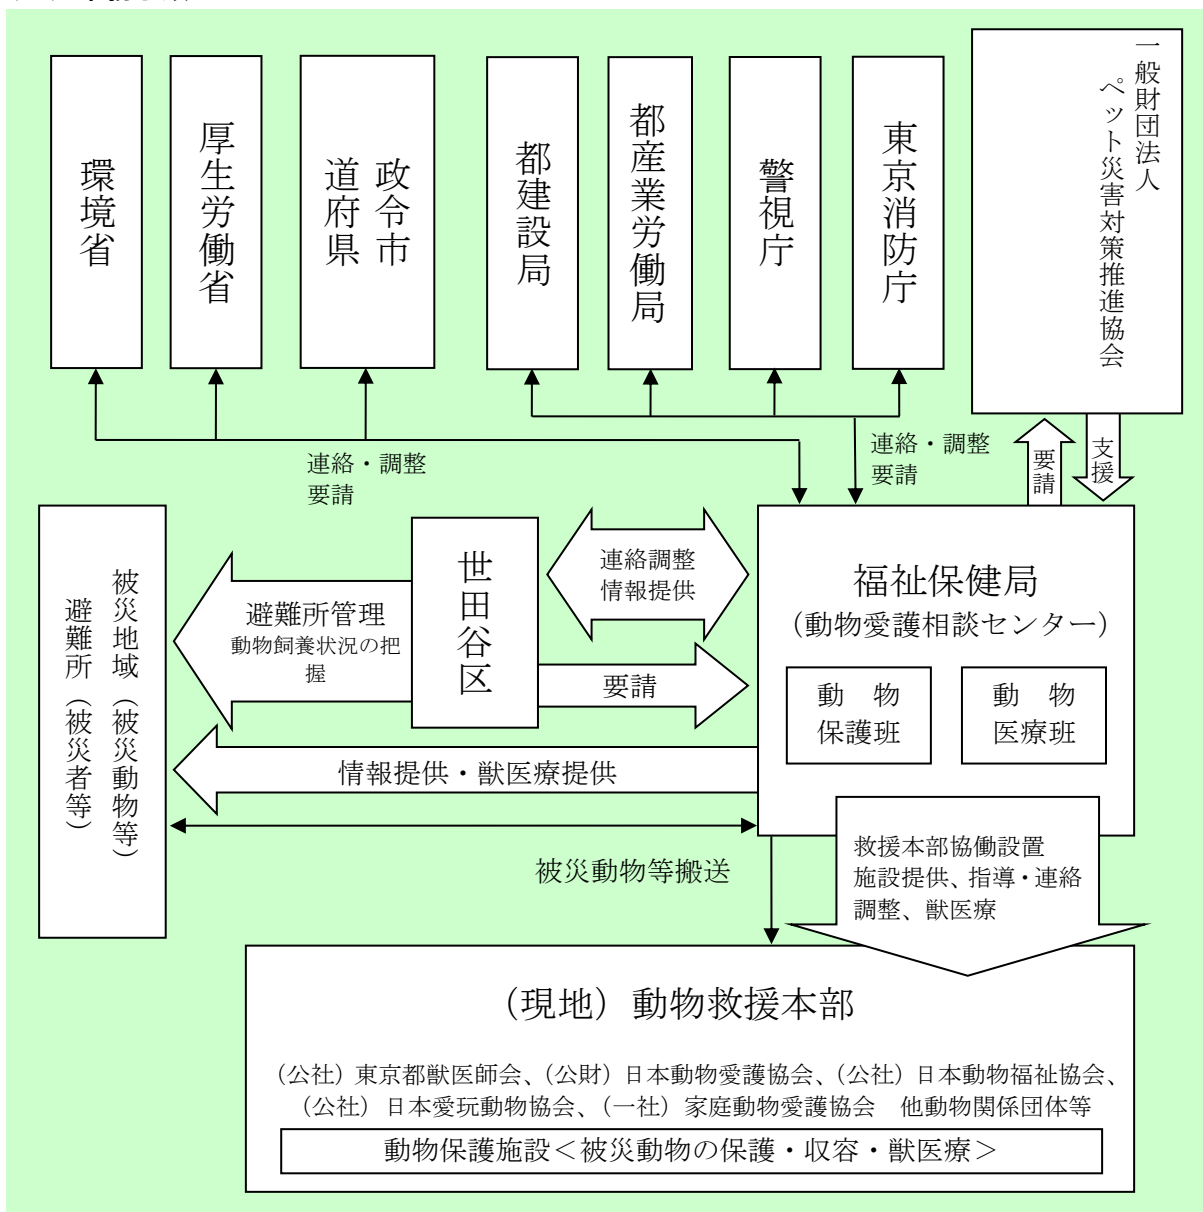 環境省
厚生労働省
政令市
道府県
都建設局
都産業労働局
警視庁
東京消防庁
一般財団法人
ペット災害対策推進協会
連絡・調整
要請
連絡・調整
要請
要請
支援
被災地域（被災動物等）
避難所（被災者等）
避難所管理
動物飼養状況の把
握
世田谷区
連絡調整
情報提供
要請
福祉保健局
（動物愛護相談センター）
動　物
保護班
動　物
医療班
情報提供・獣医療提供
被災動物等搬送
救援本部協働設置
施設提供、指導・連絡
調整、獣医療
（現地）動物救援本部
（公社）東京都獣医師会、（公財）日本動物愛護協会、（公社）日本動物福祉協会、
（公社）日本愛玩動物協会、（一社）家庭動物愛護協会　他動物関係団体等
動物保護施設＜被災動物の保護・収容・獣医療＞